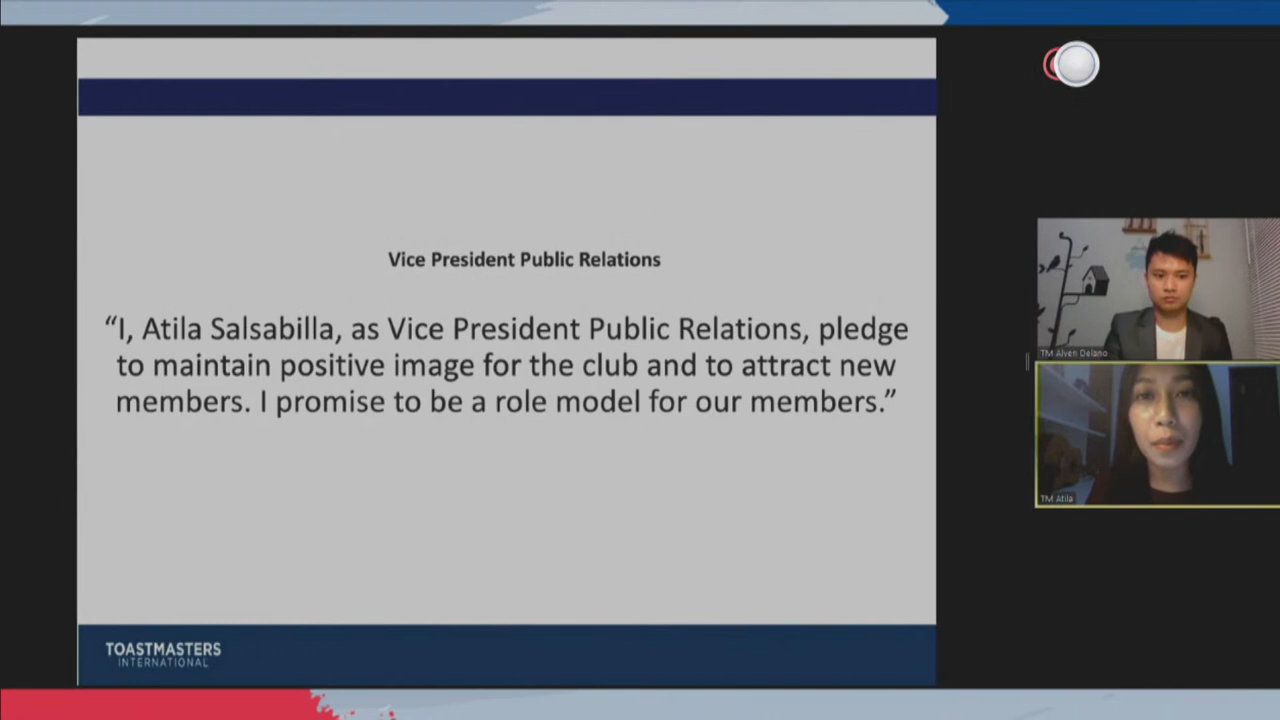 Vice President Public Relations
“I, Atila Salsabilla, as Vice President Public Relations, pledge
to maintain positive image for the club and to attract new
members. I promise to be a role model for our members.”
TM Alven Delano
TM Atila
TOASTMASTERS
INTERNATIONAL